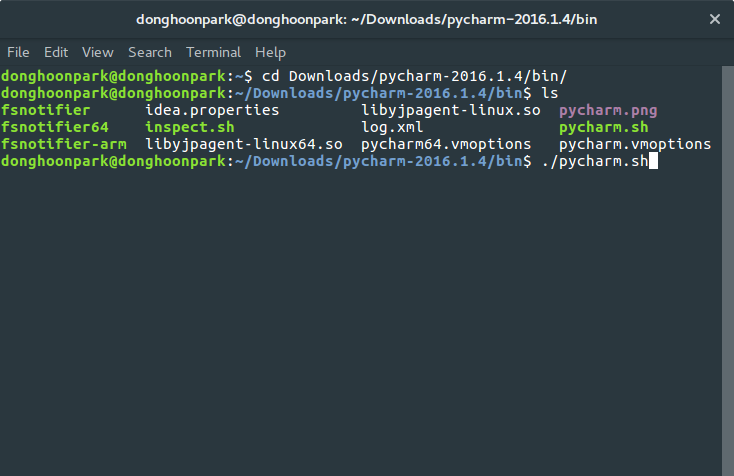 donghoonpark@donghoonpark: ~/Downloads/pycharm-2016.1.4/bin
File Edit View Search Terminal Help
donghoonpark@donghoonpark:~$ cd Downloads/pycharm-2016.1.4/bin/
donghoonpark@donghoonpark:~/Downloads/pycharm-2016.1.4/bin$ ls
fsnotifier idea.properties libyjpagent-linux.so pycharm.png
fsnotifier64 inspect.sh log.xml pycharm.sh
fsnotifier-arm libyjpagent-linux64.so pycharm64.vmoptions pycharm.vmoptions
donghoonpark@donghoonpark:~/Downloads/pycharm-2016.1.4/bin$ ./pycharm.sh